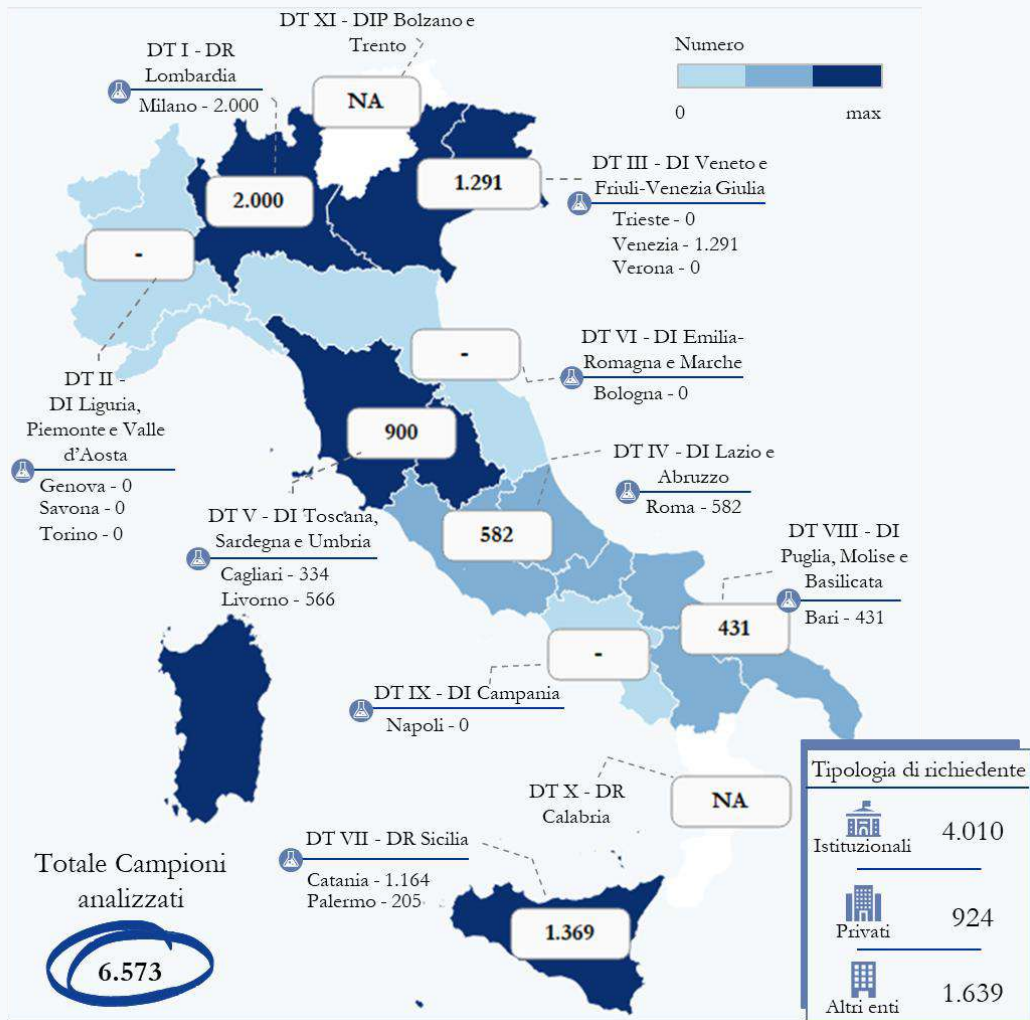 DT XI - DIP Bolzano e
Trento
NA
DT I - DR
Lombardia
Milano - 2.000
2.000
Numero
0 max
DT III - DI Veneto e
Friuli-Venezia Giulia
Trieste - 0
Venezia - 1.291
Verona - 0
1.291
-
DT II -
DI Liguria,
Piemonte e Valle
d'Aosta
Genova - 0
Savona - 0
Torino - 0
-
DT VI - DI Emilia-
Romagna e Marche
Bologna - 0
900
DT V - DI Toscana,
Sardegna e Umbria
Cagliari - 334
Livorno - 566
DT IV - DI Lazio e
Abruzzo
Roma - 582
582
DT VIII - DI
Puglia, Molise e
Basilicata
Bari - 431
431
-
DT IX - DI Campania
Napoli - 0
DT X - DR
Calabria
NA
DT VII - DR Sicilia
Catania - 1.164
Palermo - 205
1.369
Totale Campioni
analizzati
6.573
Tipologia di richiedente
Istituzionali 4.010
Privati 924
Altri enti 1.639